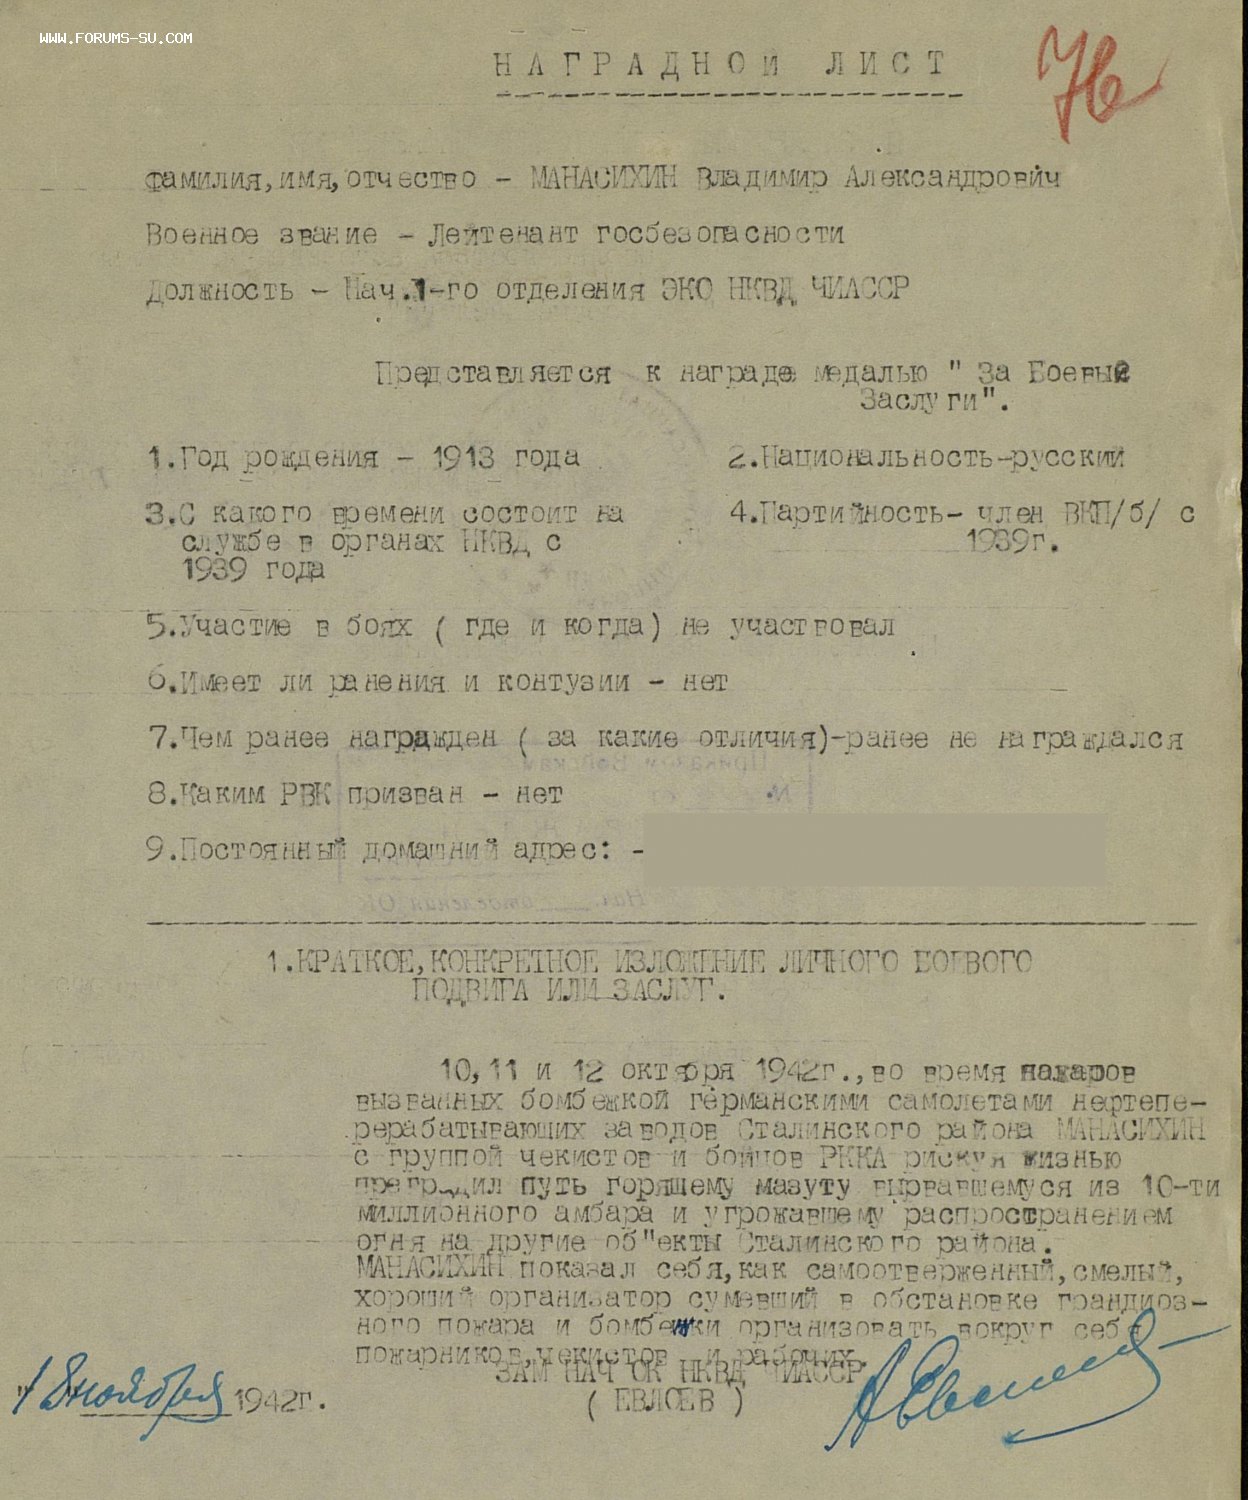 WWW.FORUMS-SU.COM
НАГРАДНОЙ ЛИСТ
76
Фамилия, имя, отчество - МАНАСИХИН Владимир Александрович
Военное звание - Лейтенант госбезопасности
Должность - Нач.1-го отделения ЭКО НКВД ЧИАССР
Представляется к награде медалью " За Боевые
Заслуги".
1.Год рождения - 1913 года 2.Национальность-русский
3.С какого времени состоит на 4.Партийность- член ВКП/б/ с
службе в органах НКВД с 1939г.
1939 года
5.Участие в боях ( где и когда) не участвовал
6.Имеет ли ранения и контузии - нет
7.Чем ранее награжден ( за какие отличия)-ранее не награждался
8.Каким РВК призван - нет
9.Постоянный домашний адрес: -
1.КРАТКОЕ,КОНКРЕТНОЕ ИЗЛОЖЕНИЕ ЛИЧНОГО БОЕВОГО
ПОДВИГА ИЛИ ЗАСЛУГ.
10,11 и 12 октября 1942г.,во время пажаров
вызванных бомбежкой германскими самолетами нефтепе-
рерабатывающих заводов Сталинского района МАНАСИХИН
с группой чекистов и бойцов РККА рискуя жизнью
преградил путь горящему мазуту вырвавшемуся из 10-ти
миллионного амбара и угрожавшему распространением
огня на другие об"екты Сталинского района.
МАНАСИХИН показал себя,как самоотверженный,смелый,
хороший организатор сумевший в обстановке грандиоз-
ного пожара и бомбежки организовать вокруг себя
пожарников,чекистов и рабочих.
ЗАМ НАЧ ОК НКВД ЧИАССР
"18 ноября 1942г. ( ЕВЛОЕВ )